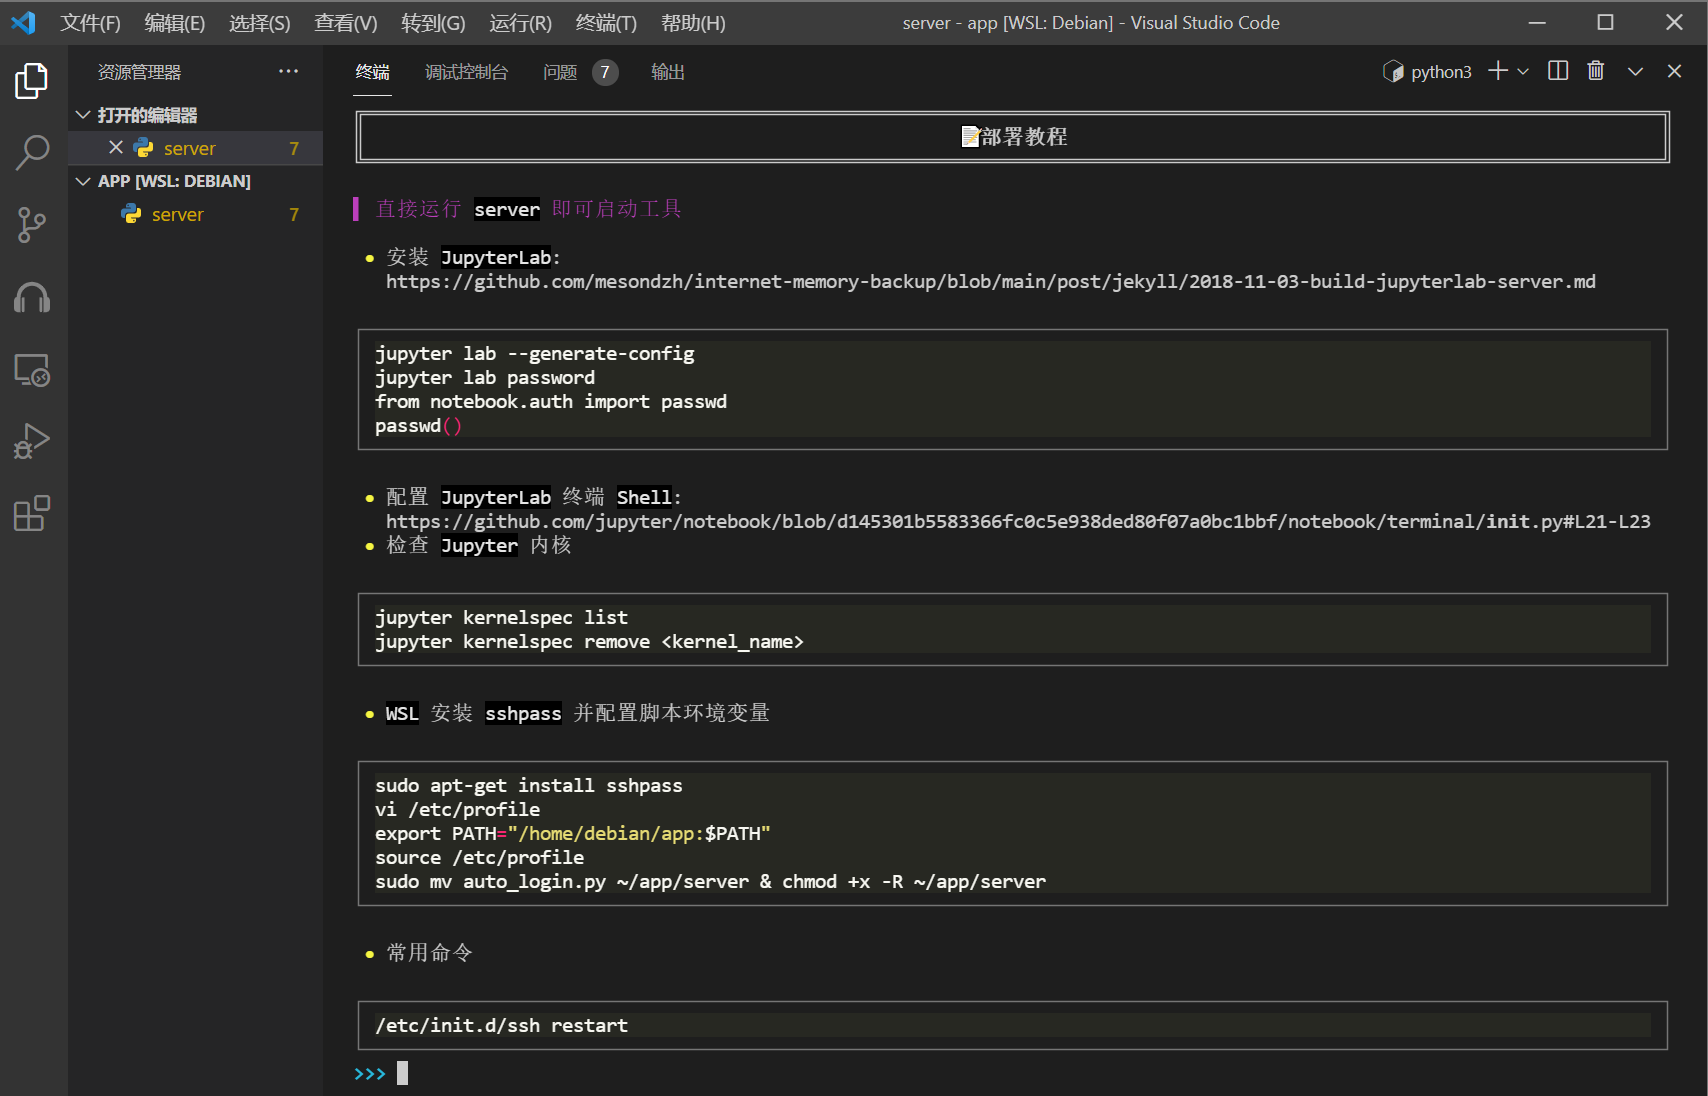 文件(F) 编辑(E) 选择(S) 查看(V) 转到(G) 运行(R) 终端(T) 帮助(H) server - app [WSL: Debian] - Visual Studio Code
资源管理器 ···
打开的编辑器
server 7
APP [WSL: DEBIAN]
server 7
终端 调试控制台 问题 7 输出 python3
📝部署教程
直接运行 server 即可启动工具
• 安装 JupyterLab:
https://github.com/mesondzh/internet-memory-backup/blob/main/post/jekyll/2018-11-03-build-jupyterlab-server.md
jupyter lab --generate-config
jupyter lab password
from notebook.auth import passwd
passwd()
• 配置 JupyterLab 终端 Shell:
https://github.com/jupyter/notebook/blob/d145301b5583366fc0c5e938ded80f07a0bc1bbf/notebook/terminal/init.py#L21-L23
• 检查 Jupyter 内核
jupyter kernelspec list
jupyter kernelspec remove <kernel_name>
• WSL 安装 sshpass 并配置脚本环境变量
sudo apt-get install sshpass
vi /etc/profile
export PATH="/home/debian/app:$PATH"
source /etc/profile
sudo mv auto_login.py ~/app/server & chmod +x -R ~/app/server
• 常用命令
/etc/init.d/ssh restart
>>>